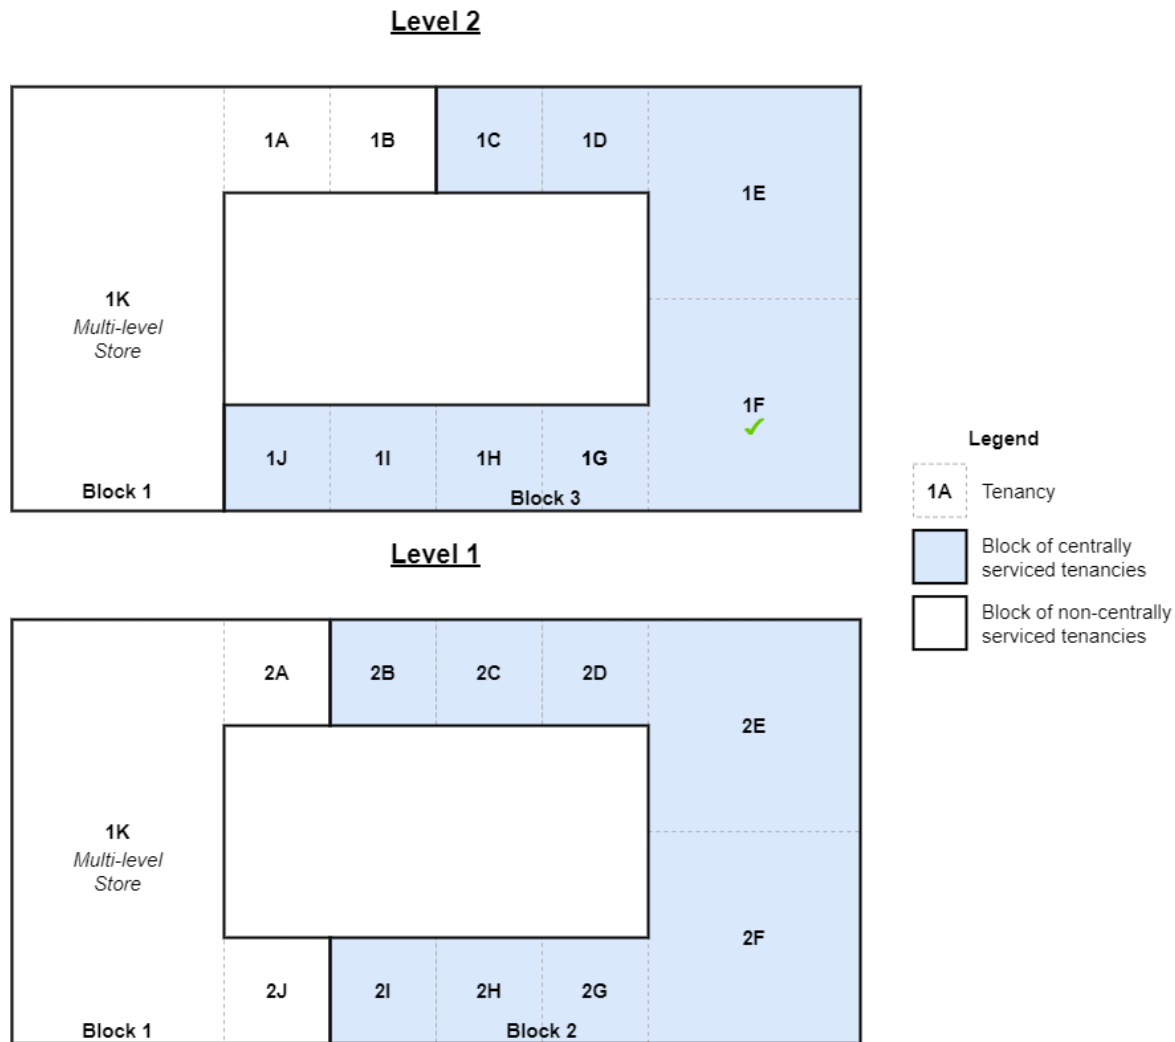 Level 2
1A
1B
1C
1D
1E
1K
Multi-level
Store
1F
1J
1I
1H
1G
Block 1
Block 3
Legend
1A
Tenancy
Block of centrally
serviced tenancies
Block of non-centrally
serviced tenancies
Level 1
2A
2B
2C
2D
2E
1K
Multi-level
Store
2F
2J
2I
2H
2G
Block 1
Block 2